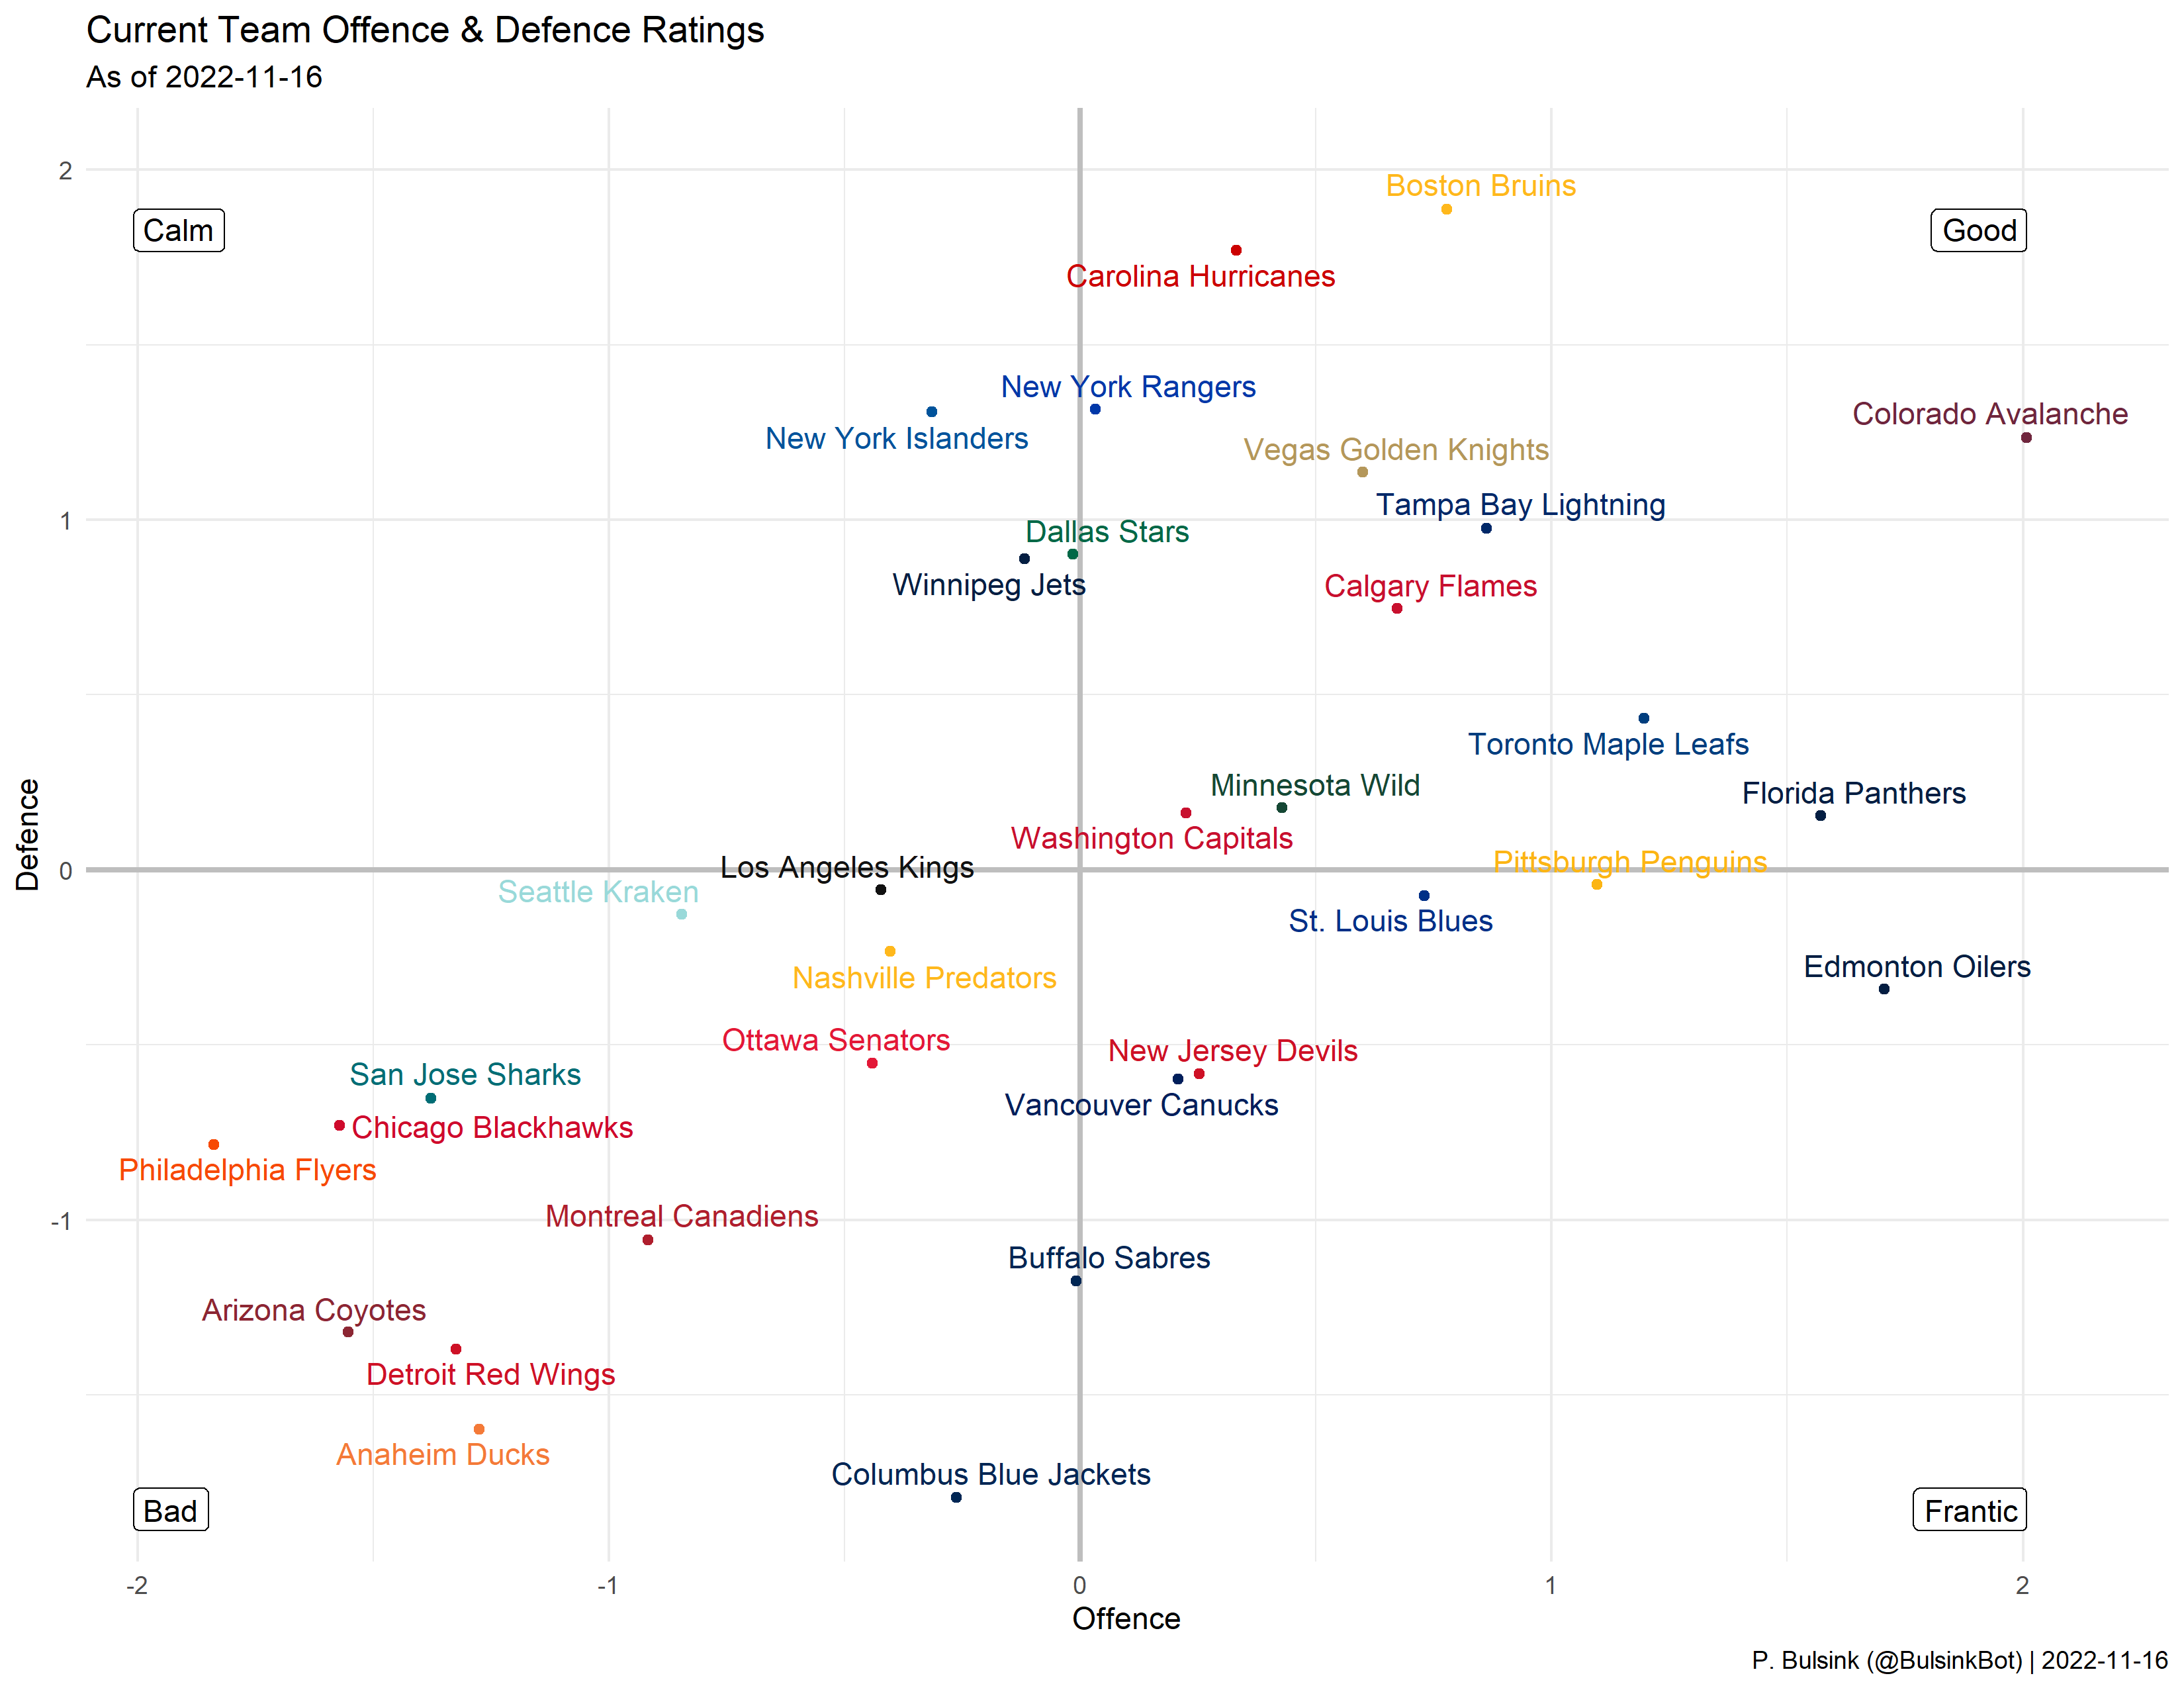 Current Team Offence & Defence Ratings
As of 2022-11-16
2
Boston Bruins
Calm
Good
Carolina Hurricanes
New York Rangers
Colorado Avalanche
New York Islanders
Vegas Golden Knights
Tampa Bay Lightning
1
Dallas Stars
Winnipeg Jets
Calgary Flames
Toronto Maple Leafs
Minnesota Wild
Florida Panthers
Washington Capitals
Defence
Pittsburgh Penguins
Los Angeles Kings
0
Seattle Kraken
St. Louis Blues
Edmonton Oilers
Nashville Predators
Ottawa Senators
New Jersey Devils
San Jose Sharks
Vancouver Canucks
Chicago Blackhawks
Philadelphia Flyers
Montreal Canadiens
-1
Buffalo Sabres
Arizona Coyotes
Detroit Red Wings
Anaheim Ducks
Columbus Blue Jackets
Bad
Frantic
-2
-1
0
1
2
Offence
P. Bulsink (@BulsinkBot) | 2022-11-16